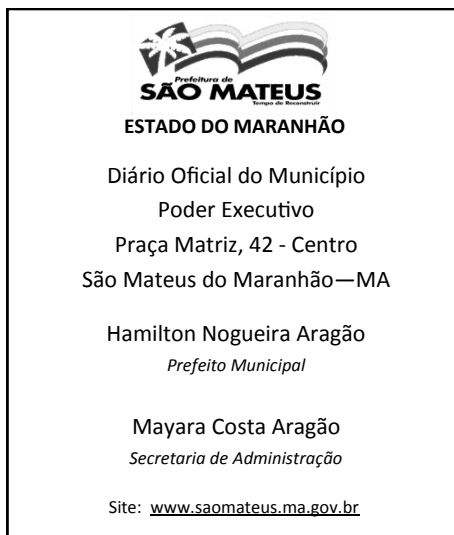 Prefeitura de
SÃO MATEUS
Tempo de Reconstruir
ESTADO DO MARANHÃO
Diário Oficial do Município
Poder Executivo
Praça Matriz, 42 - Centro
São Mateus do Maranhão—MA
Hamilton Nogueira Aragão
Prefeito Municipal
Mayara Costa Aragão
Secretaria de Administração
Site: www.saomateus.ma.gov.br